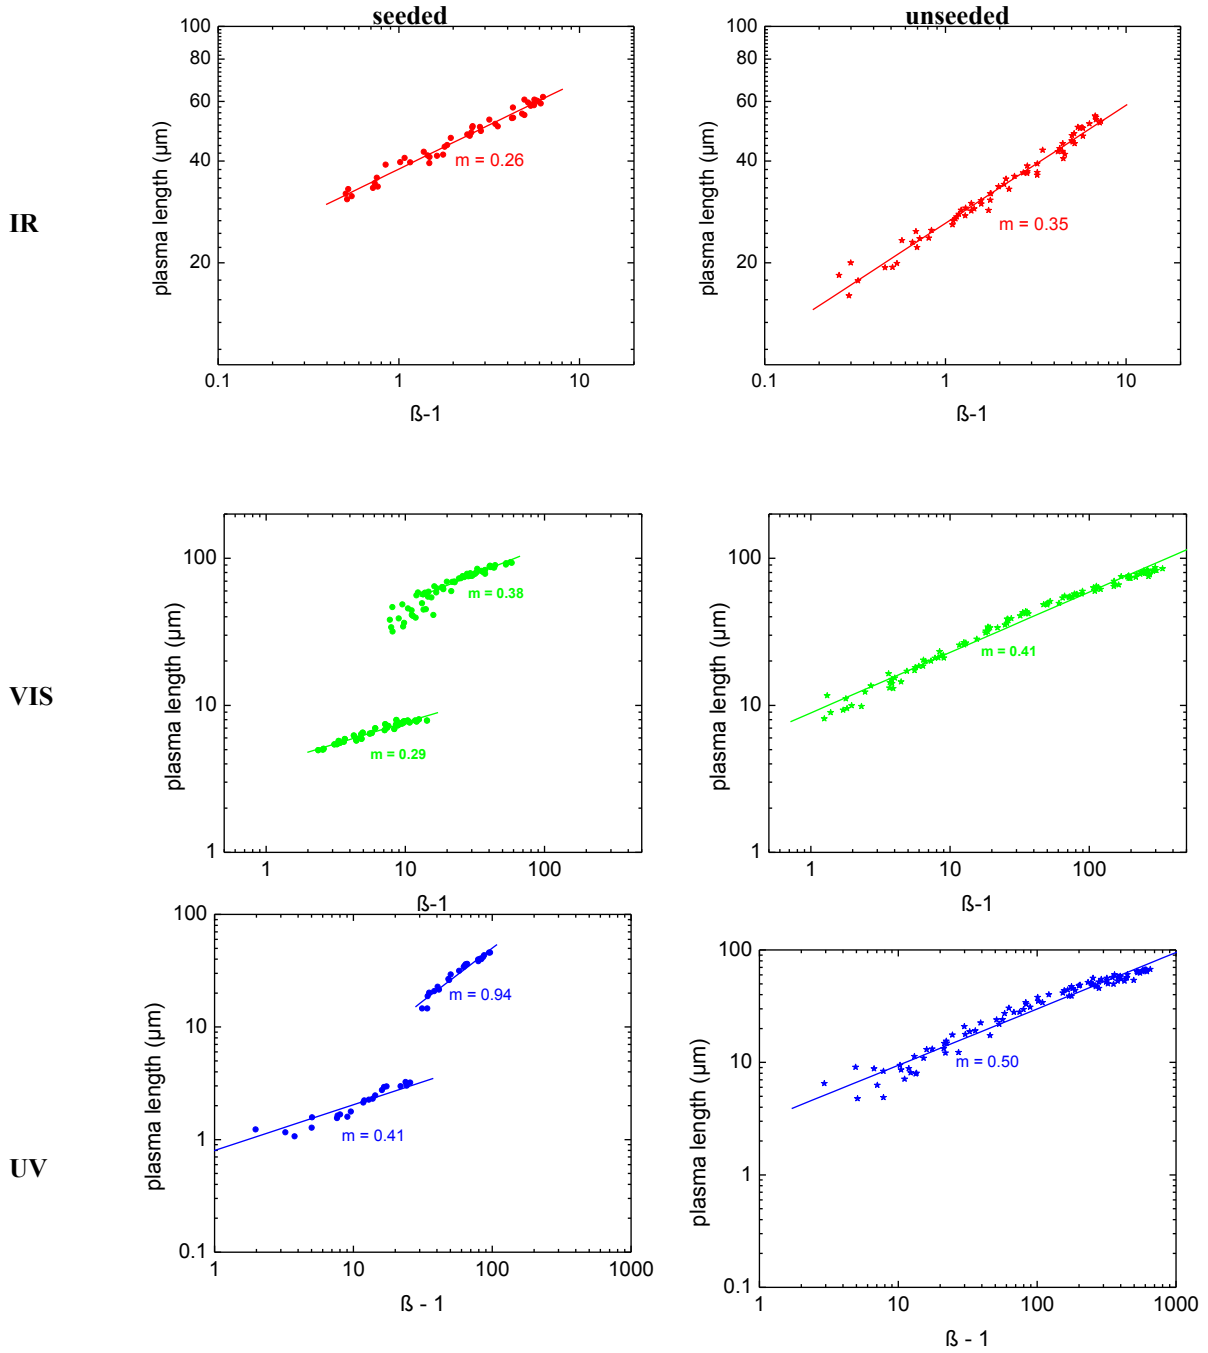 seeded
unseeded
IR
plasma length (µm)
100
80
60
40
20
0.1
1
10
ß-1
m = 0.26
plasma length (µm)
100
80
60
40
20
0.1
1
10
ß-1
m = 0.35
VIS
plasma length (µm)
100
10
1
1
10
100
ß-1
m = 0.38
m = 0.29
plasma length (µm)
100
10
1
1
10
100
ß-1
m = 0.41
UV
plasma length (µm)
100
10
1
0.1
1
10
100
1000
ß - 1
m = 0.94
m = 0.41
plasma length (µm)
100
10
1
0.1
1
10
100
1000
ß - 1
m = 0.50